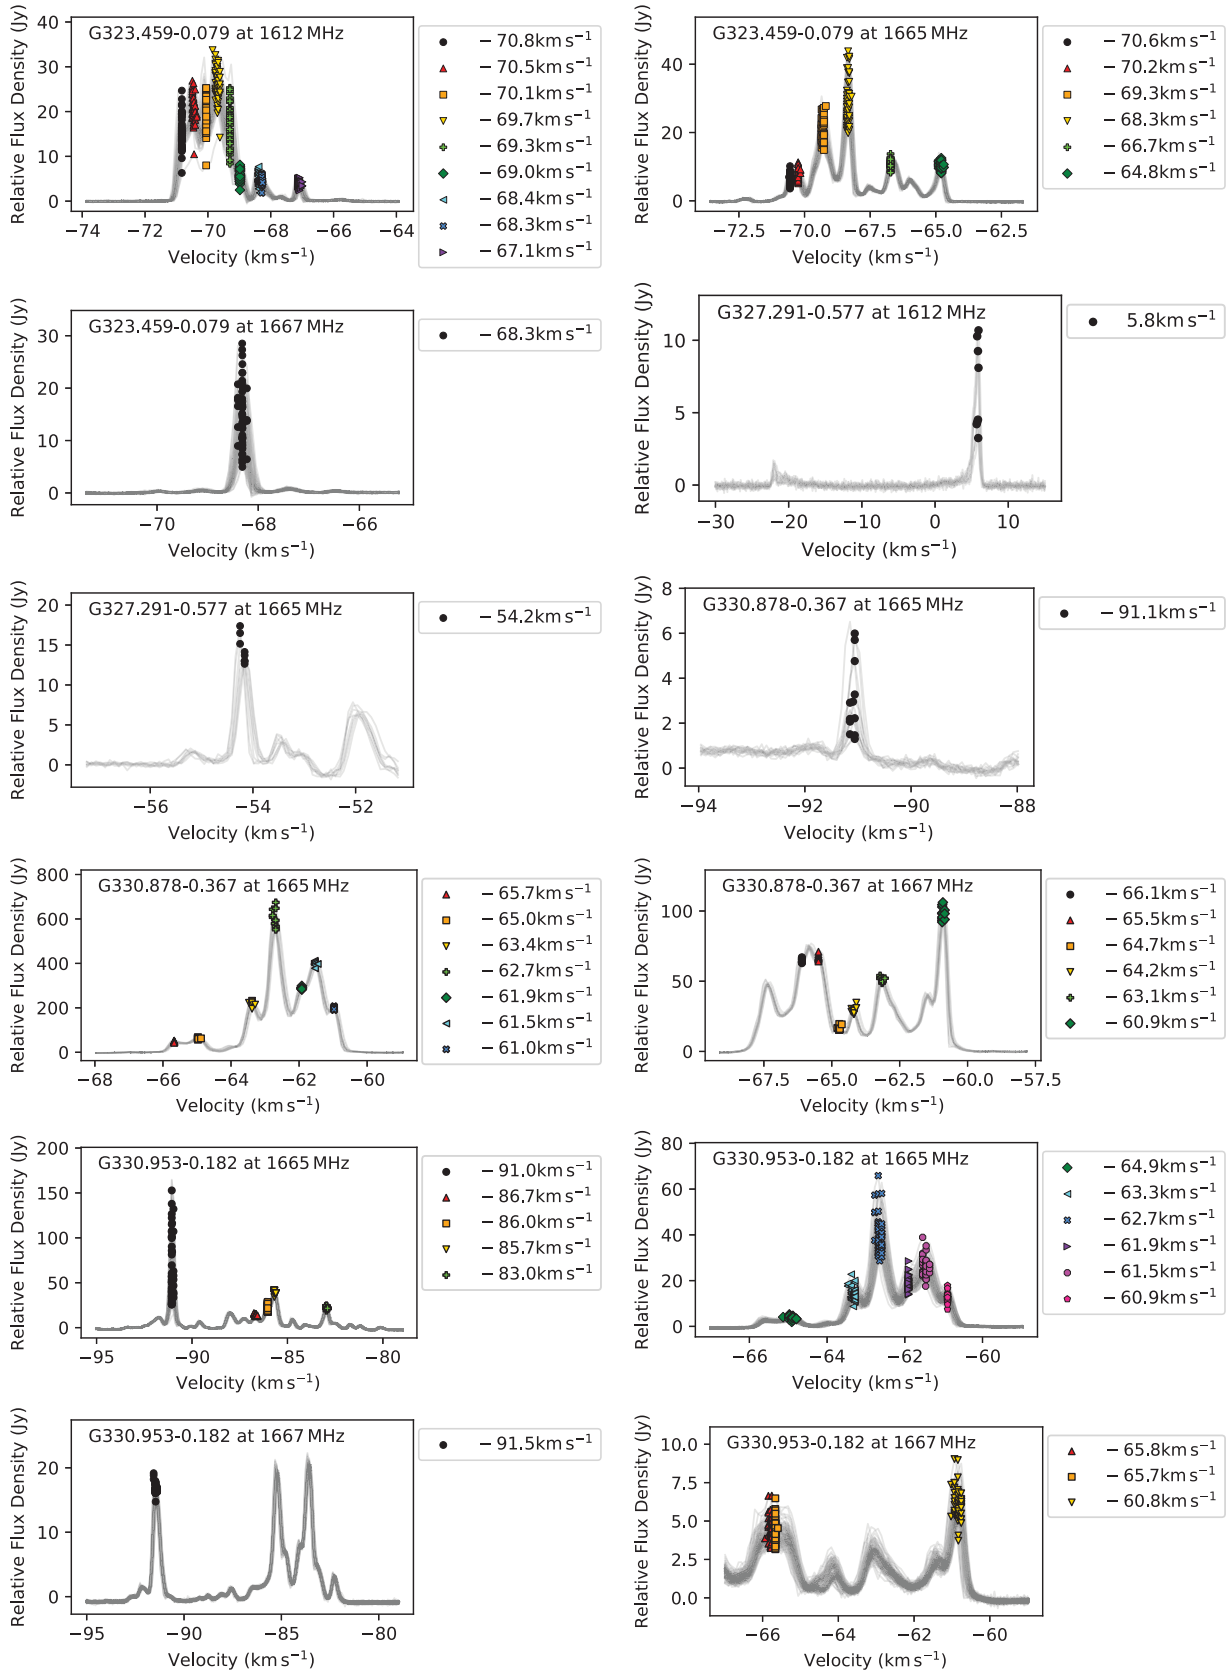 G323.459-0.079 at 1612 MHz
Relative Flux Density (Jy)
40
30
20
10
0
−74
−72
−70
−68
−66
−64
Velocity (km s⁻¹)
− 70.8km s⁻¹
− 70.5km s⁻¹
− 70.1km s⁻¹
− 69.7km s⁻¹
− 69.3km s⁻¹
− 69.0km s⁻¹
− 68.4km s⁻¹
− 68.3km s⁻¹
− 67.1km s⁻¹
G323.459-0.079 at 1665 MHz
Relative Flux Density (Jy)
40
20
0
−72.5
−70.0
−67.5
−65.0
−62.5
Velocity (km s⁻¹)
− 70.6km s⁻¹
− 70.2km s⁻¹
− 69.3km s⁻¹
− 68.3km s⁻¹
− 66.7km s⁻¹
− 64.8km s⁻¹
G323.459-0.079 at 1667 MHz
Relative Flux Density (Jy)
30
20
10
0
−70
−68
−66
Velocity (km s⁻¹)
− 68.3km s⁻¹
G327.291-0.577 at 1612 MHz
Relative Flux Density (Jy)
10
5
0
−30
−20
−10
0
10
Velocity (km s⁻¹)
5.8km s⁻¹
G327.291-0.577 at 1665 MHz
Relative Flux Density (Jy)
20
15
10
5
0
−56
−54
−52
Velocity (km s⁻¹)
− 54.2km s⁻¹
G330.878-0.367 at 1665 MHz
Relative Flux Density (Jy)
8
6
4
2
0
−94
−92
−90
−88
Velocity (km s⁻¹)
− 91.1km s⁻¹
G330.878-0.367 at 1665 MHz
Relative Flux Density (Jy)
800
600
400
200
0
−68
−66
−64
−62
−60
Velocity (km s⁻¹)
− 65.7km s⁻¹
− 65.0km s⁻¹
− 63.4km s⁻¹
− 62.7km s⁻¹
− 61.9km s⁻¹
− 61.5km s⁻¹
− 61.0km s⁻¹
G330.878-0.367 at 1667 MHz
Relative Flux Density (Jy)
100
50
0
−67.5
−65.0
−62.5
−60.0
−57.5
Velocity (km s⁻¹)
− 66.1km s⁻¹
− 65.5km s⁻¹
− 64.7km s⁻¹
− 64.2km s⁻¹
− 63.1km s⁻¹
− 60.9km s⁻¹
G330.953-0.182 at 1665 MHz
Relative Flux Density (Jy)
200
150
100
50
0
−95
−90
−85
−80
Velocity (km s⁻¹)
− 91.0km s⁻¹
− 86.7km s⁻¹
− 86.0km s⁻¹
− 85.7km s⁻¹
− 83.0km s⁻¹
G330.953-0.182 at 1665 MHz
Relative Flux Density (Jy)
80
60
40
20
0
−66
−64
−62
−60
Velocity (km s⁻¹)
− 64.9km s⁻¹
− 63.3km s⁻¹
− 62.7km s⁻¹
− 61.9km s⁻¹
− 61.5km s⁻¹
− 60.9km s⁻¹
G330.953-0.182 at 1667 MHz
Relative Flux Density (Jy)
20
10
0
−95
−90
−85
−80
Velocity (km s⁻¹)
− 91.5km s⁻¹
G330.953-0.182 at 1667 MHz
Relative Flux Density (Jy)
10.0
7.5
5.0
2.5
0.0
−66
−64
−62
−60
Velocity (km s⁻¹)
− 65.8km s⁻¹
− 65.7km s⁻¹
− 60.8km s⁻¹